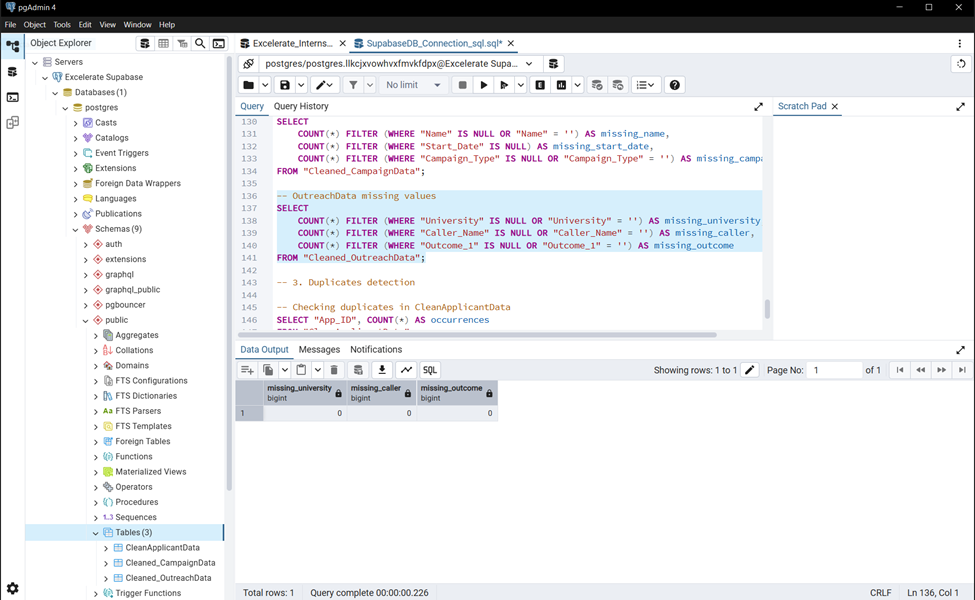 pgAdmin 4
File Object Tools Edit View Window Help
Object Explorer
Excelerate_Interns...
SupabaseDB_Connection_sql.sql*
postgres/postgres.llkcjxvowhvxfmvkfdpx@Excelerate Supa...
No limit
Servers
Excelerate Supabase
Databases (1)
postgres
Casts
Catalogs
Event Triggers
Extensions
Foreign Data Wrappers
Languages
Publications
Schemas (9)
auth
extensions
graphql
graphql_public
pgbouncer
public
Aggregates
Collations
Domains
FTS Configurations
FTS Dictionaries
Aa FTS Parsers
FTS Templates
Foreign Tables
Functions
Materialized Views
Operators
Procedures
1..3 Sequences
Tables (3)
CleanApplicantData
Cleaned_CampaignData
Cleaned_OutreachData
Trigger Functions
Query Query History
Scratch Pad
130 SELECT
131 COUNT(*) FILTER (WHERE "Name" IS NULL OR "Name" = '') AS missing_name,
132 COUNT(*) FILTER (WHERE "Start_Date" IS NULL) AS missing_start_date,
133 COUNT(*) FILTER (WHERE "Campaign_Type" IS NULL OR "Campaign_Type" = '') AS missing_campa
134 FROM "Cleaned_CampaignData";
135
136 -- OutreachData missing values
137 SELECT
138 COUNT(*) FILTER (WHERE "University" IS NULL OR "University" = '') AS missing_university
139 COUNT(*) FILTER (WHERE "Caller_Name" IS NULL OR "Caller_Name" = '') AS missing_caller,
140 COUNT(*) FILTER (WHERE "Outcome_1" IS NULL OR "Outcome_1" = '') AS missing_outcome
141 FROM "Cleaned_OutreachData";
142
143 -- 3. Duplicates detection
144
145 -- Checking duplicates in CleanApplicantData
146 SELECT "App_ID", COUNT(*) AS occurrences
Data Output Messages Notifications
SQL
Showing rows: 1 to 1
Page No: 1 of 1
missing_university missing_caller missing_outcome
bigint bigint bigint
1 0 0 0
Total rows: 1 Query complete 00:00:00.226 CRLF Ln 136, Col 1